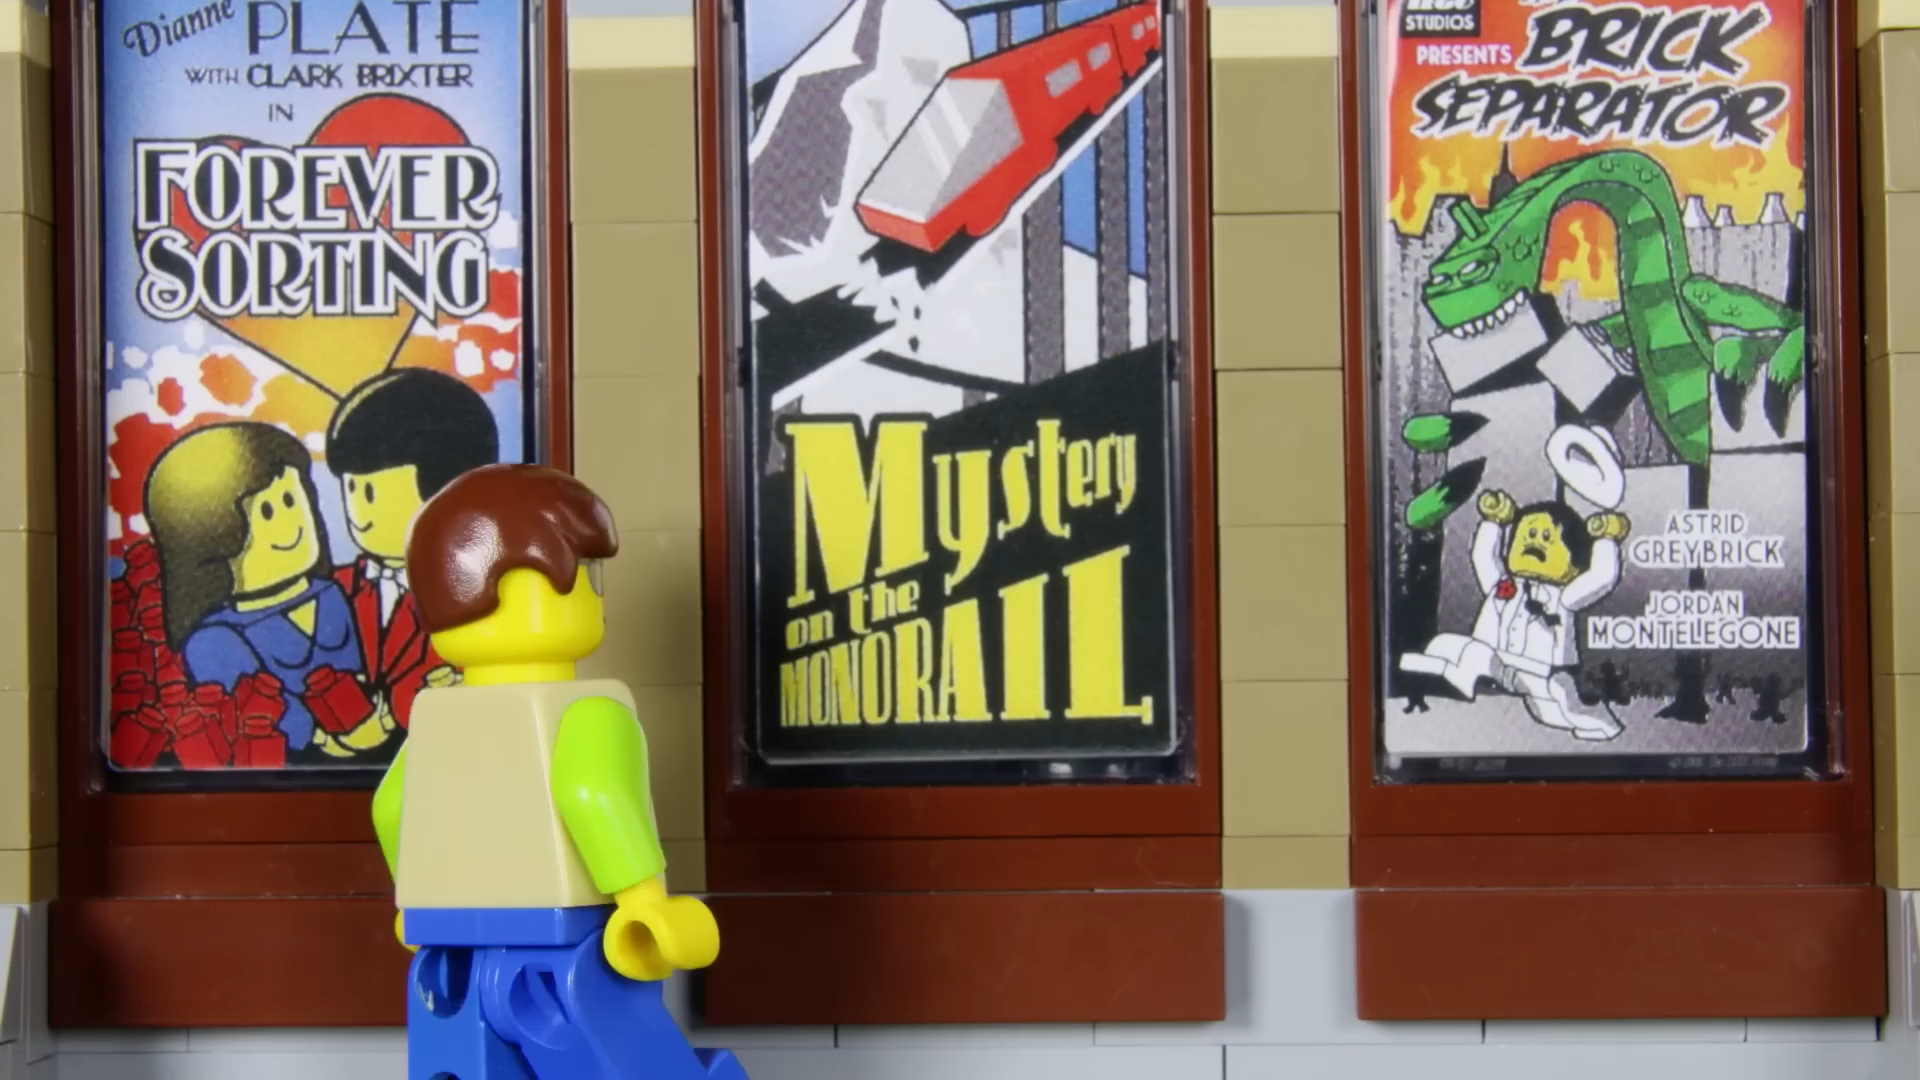 Dianne PLATE
WITH CLARK BRIXTER
IN
FOREVER
SORTING
Mystery
on the
MONORAIL
STUDIOS
PRESENTS
BRICK
SEPARATOR
ASTRID
GREYBRICK
JORDAN
MONTELEGONE